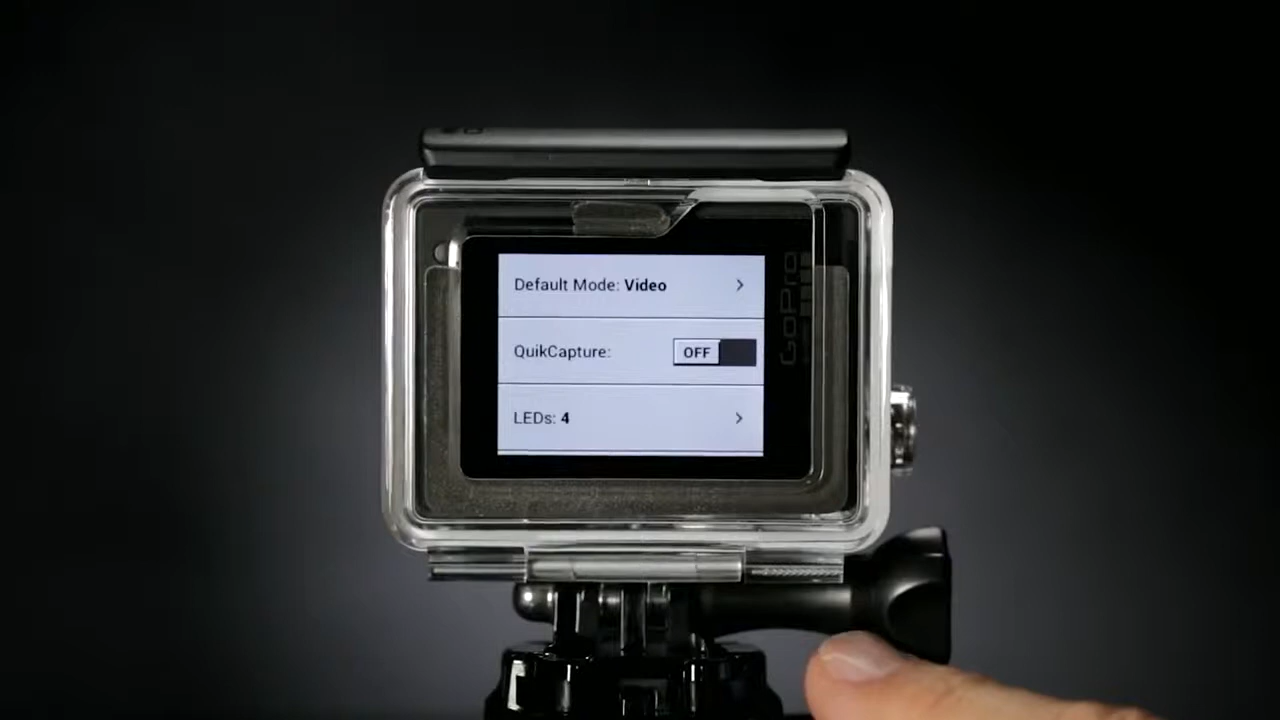 Default Mode: Video
QuikCapture:
OFF
LEDs: 4
GoPro